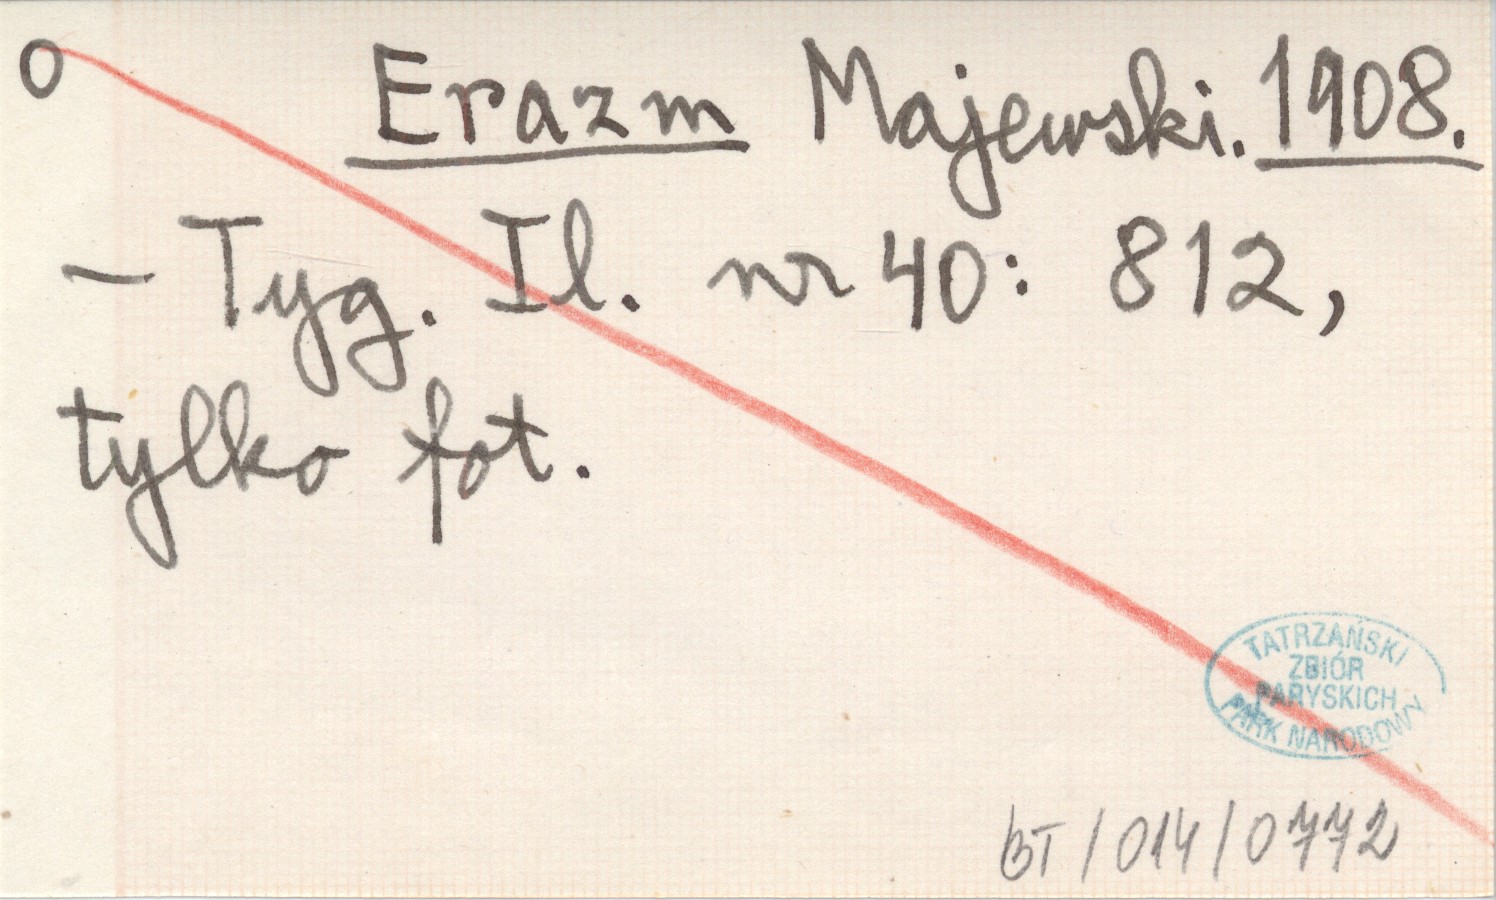 O Erazm Majewski. 1908.
– Tyg. Il. nr 40: 812,
tylko fot.
TATRZAŃSKI
ZBIÓR
PARYSKICH
PARK NARODOWY
BT/014/0772